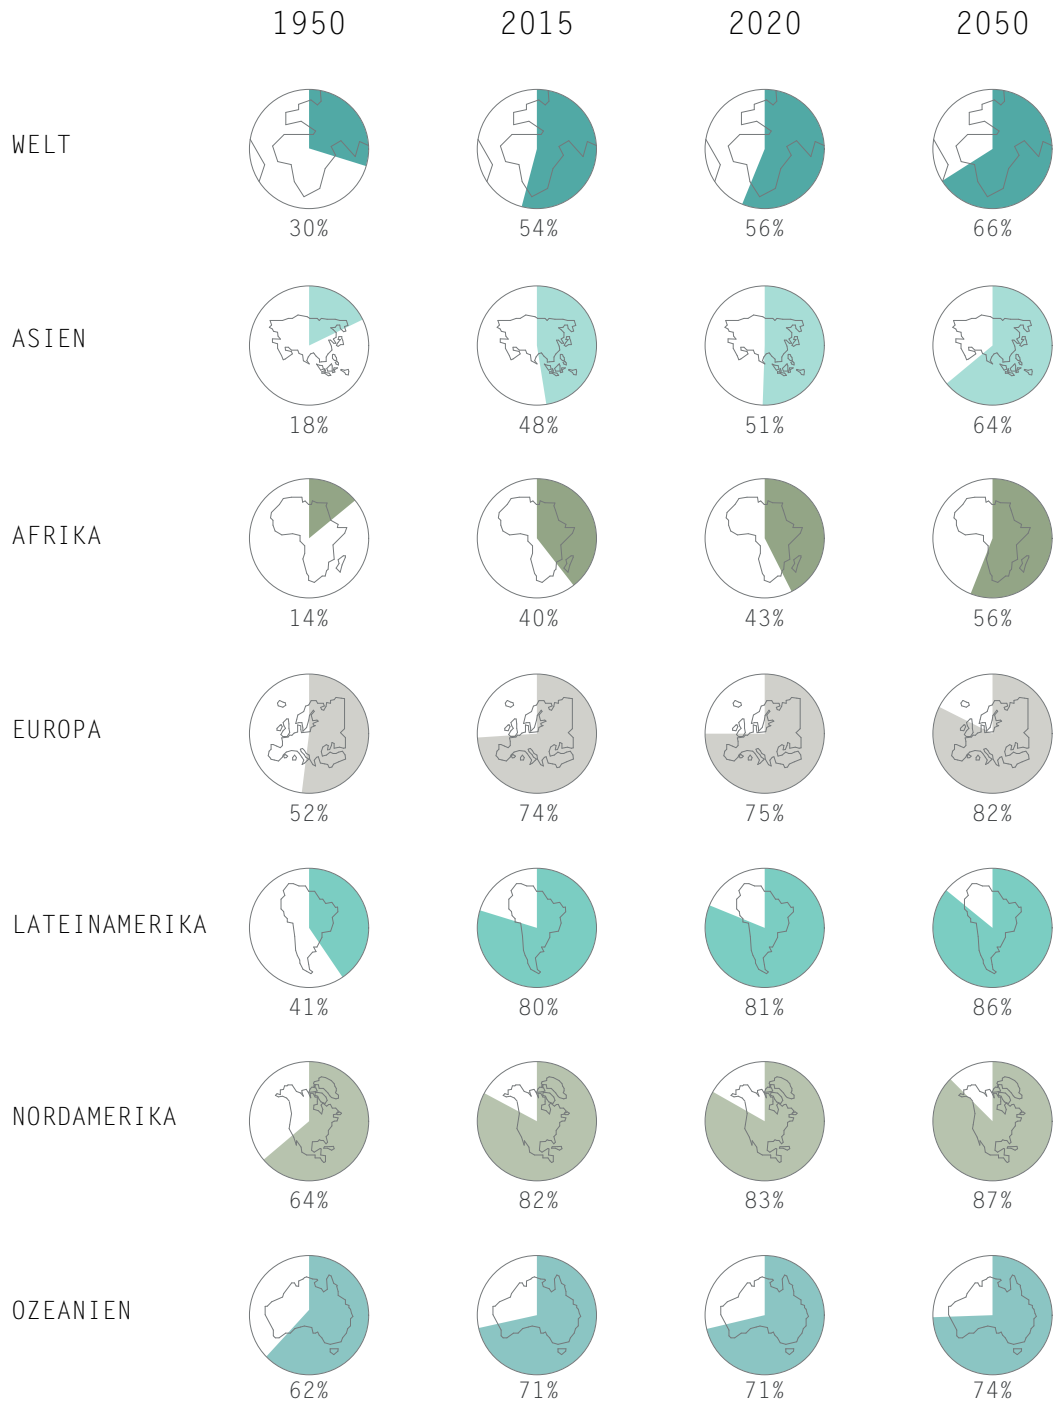 1950 2015 2020 2050
WELT
30% 54% 56% 66%
ASIEN
18% 48% 51% 64%
AFRIKA
14% 40% 43% 56%
EUROPA
52% 74% 75% 82%
LATEINAMERIKA
41% 80% 81% 86%
NORDAMERIKA
64% 82% 83% 87%
OZEANIEN
62% 71% 71% 74%